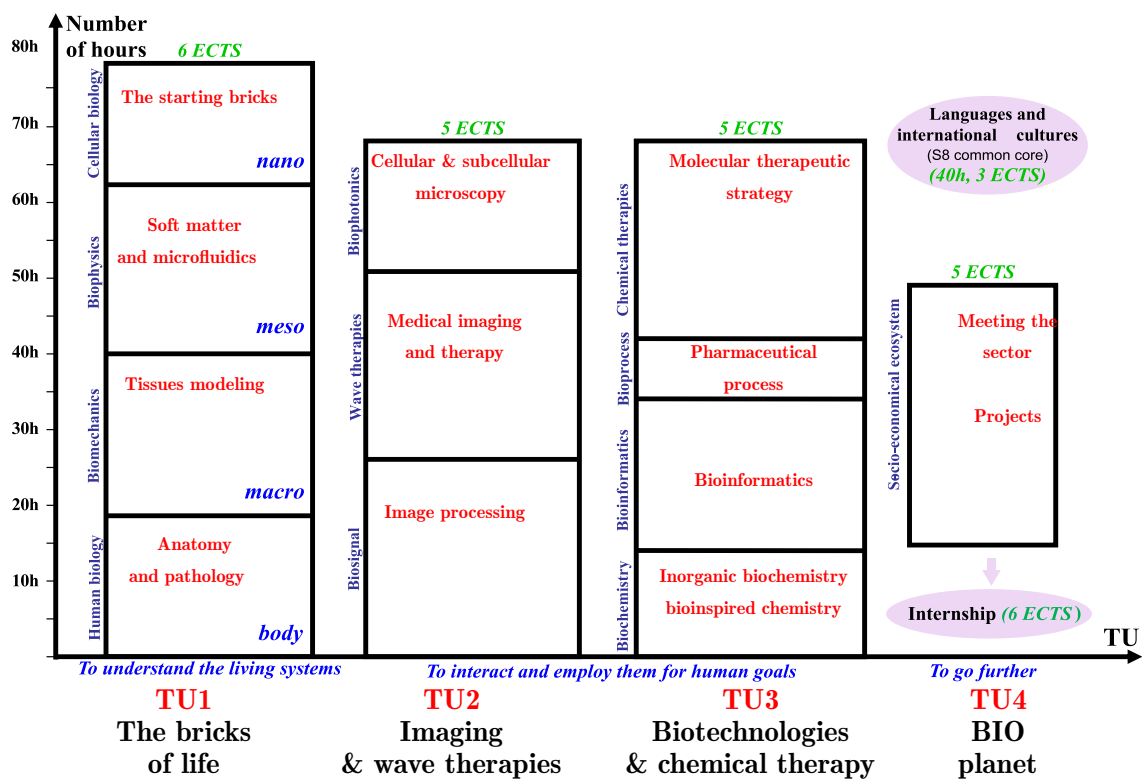 Number
of hours
80h
70h
60h
50h
40h
30h
20h
10h
6 ECTS
Cellular biology
The starting bricks
nano
Biophysics
Soft matter
and microfluidics
meso
Biomechanics
Tissues modeling
macro
Human biology
Anatomy
and pathology
body
5 ECTS
Biophotonics
Cellular & subcellular
microscopy
Wave therapies
Medical imaging
and therapy
Biosignal
Image processing
5 ECTS
Chemical therapies
Molecular therapeutic
strategy
Bioprocess
Pharmaceutical
process
Bioinformatics
Bioinformatics
Biochemistry
Inorganic biochemistry
bioinspired chemistry
Languages and
international cultures
(S8 common core)
(40h, 3 ECTS)
5 ECTS
Socio-economical ecosystem
Meeting the
sector
Projects
Internship (6 ECTS)
TU
To understand the living systems
To interact and employ them for human goals
To go further
TU1
The bricks
of life
TU2
Imaging
& wave therapies
TU3
Biotechnologies
& chemical therapy
TU4
BIO
planet